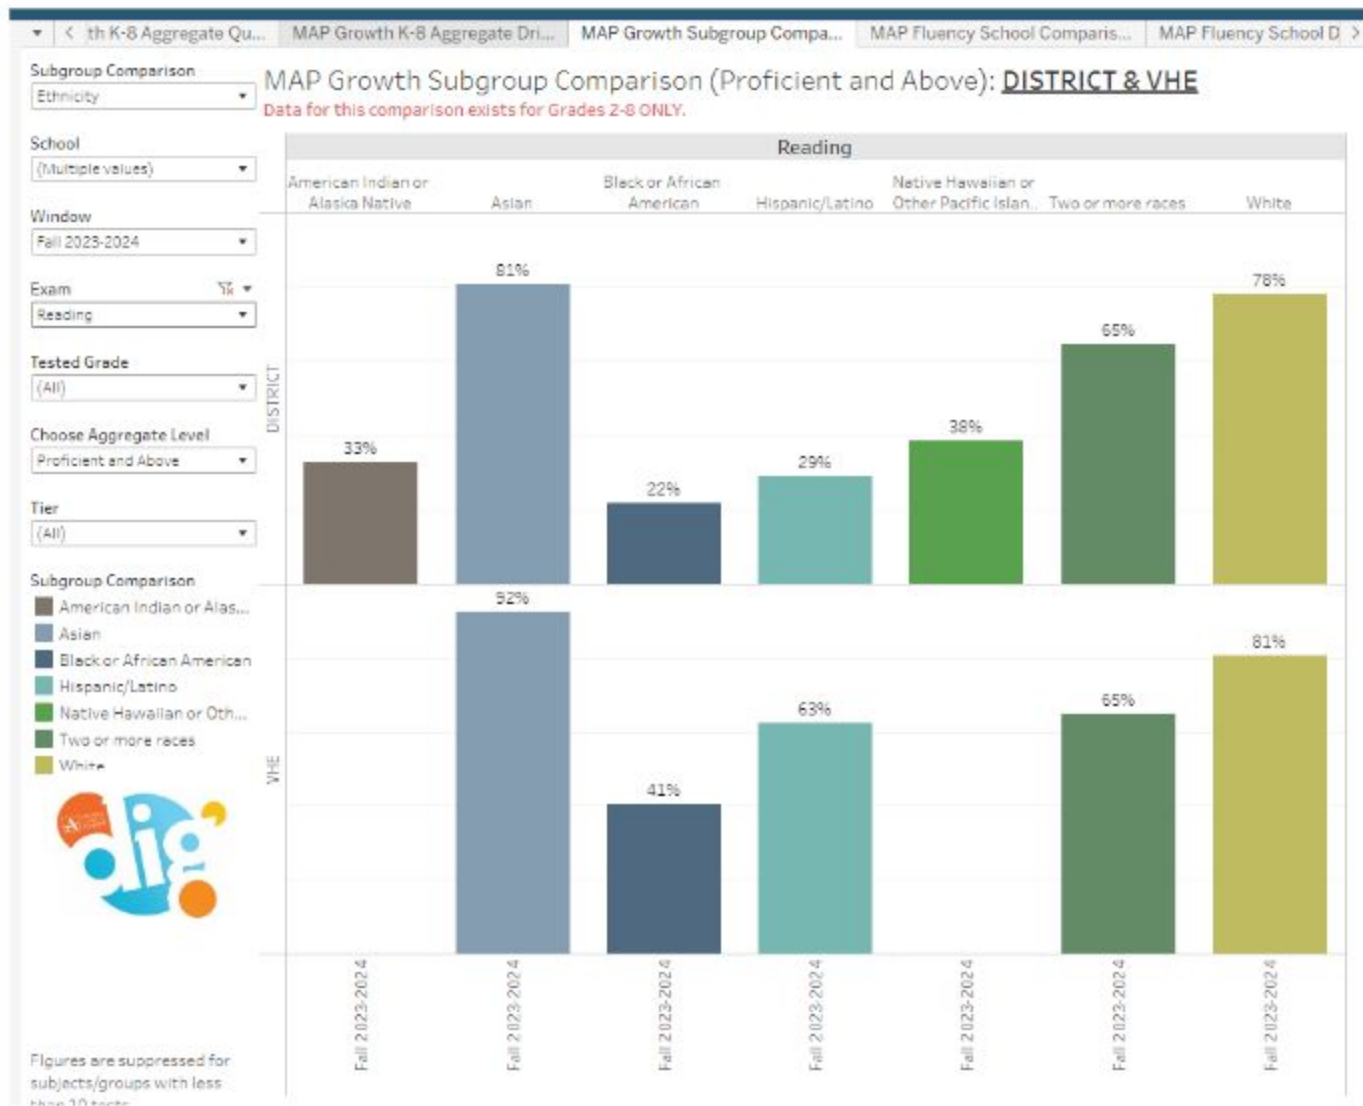 th K-8 Aggregate Qu...
MAP Growth K-8 Aggregate Dri...
MAP Growth Subgroup Compa...
MAP Fluency School Comparis...
MAP Fluency School D
Subgroup Comparison
Ethnicity
School
(Multiple values)
Window
Fall 2023-2024
Exam
Reading
Tested Grade
(All)
Choose Aggregate Level
Proficient and Above
Tier
(All)
Subgroup Comparison
American Indian or Alas...
Asian
Black or African American
Hispanic/Latino
Native Hawaiian or Oth...
Two or more races
White
dig
Figures are suppressed for
subjects/groups with less
than 10 tests
MAP Growth Subgroup Comparison (Proficient and Above): DISTRICT & VHE
Data for this comparison exists for Grades 2-8 ONLY.
Reading
American Indian or
Alaska Native
Asian
Black or African
American
Hispanic/Latino
Native Hawaiian or
Other Pacific Islan..
Two or more races
White
DISTRICT
33%
81%
22%
29%
38%
65%
78%
VHE
92%
41%
63%
65%
81%
Fall 2023-2024
Fall 2023-2024
Fall 2023-2024
Fall 2023-2024
Fall 2023-2024
Fall 2023-2024
Fall 2023-2024